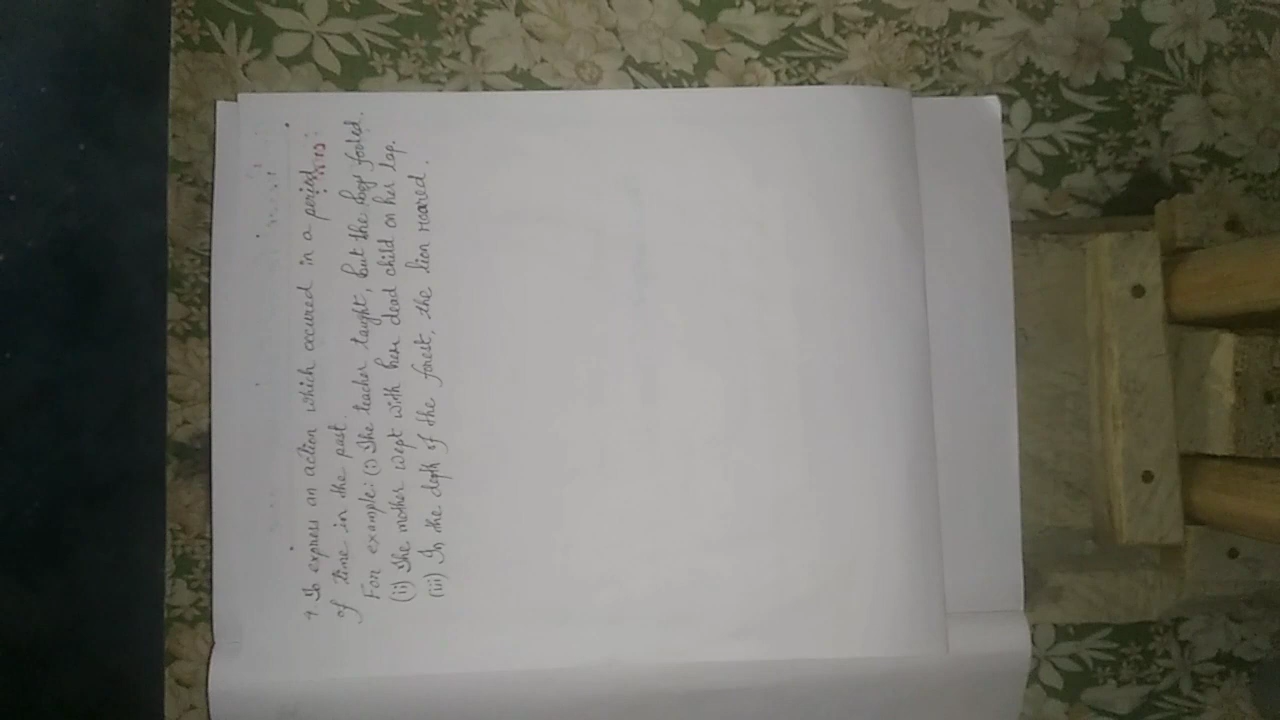 To express an action which occured in a period
of time in the past.
For example: (i) The teacher taught, but the boys fooled.
(ii) The mother wept with her dead child on her lap.
(iii) In the depth of the forest, the lion roared.